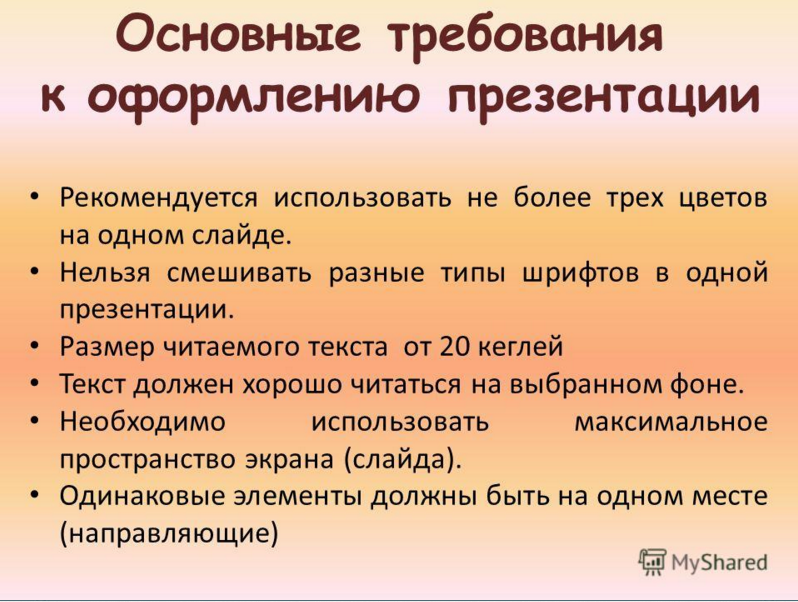 Основные требования
к оформлению презентации
• Рекомендуется использовать не более трех цветов
на одном слайде.
• Нельзя смешивать разные типы шрифтов в одной
презентации.
• Размер читаемого текста от 20 кеглей
• Текст должен хорошо читаться на выбранном фоне.
• Необходимо использовать максимальное
пространство экрана (слайда).
• Одинаковые элементы должны быть на одном месте
(направляющие)
MyShared